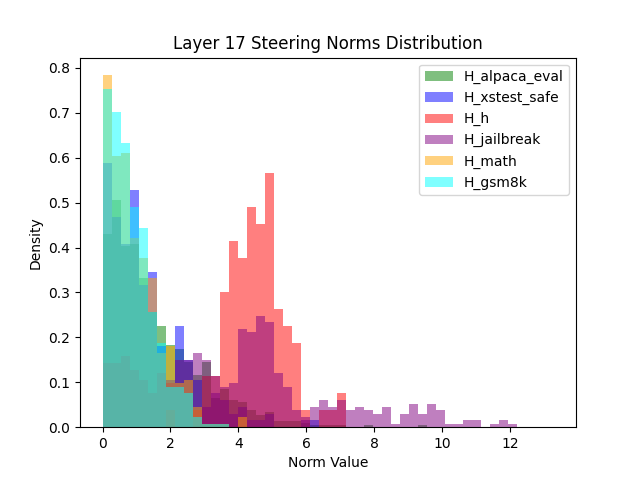 Layer 17 Steering Norms Distribution
H_alpaca_eval
H_xstest_safe
H_h
H_jailbreak
H_math
H_gsm8k
Density
0.8
0.7
0.6
0.5
0.4
0.3
0.2
0.1
0.0
0 2 4 6 8 10 12
Norm Value